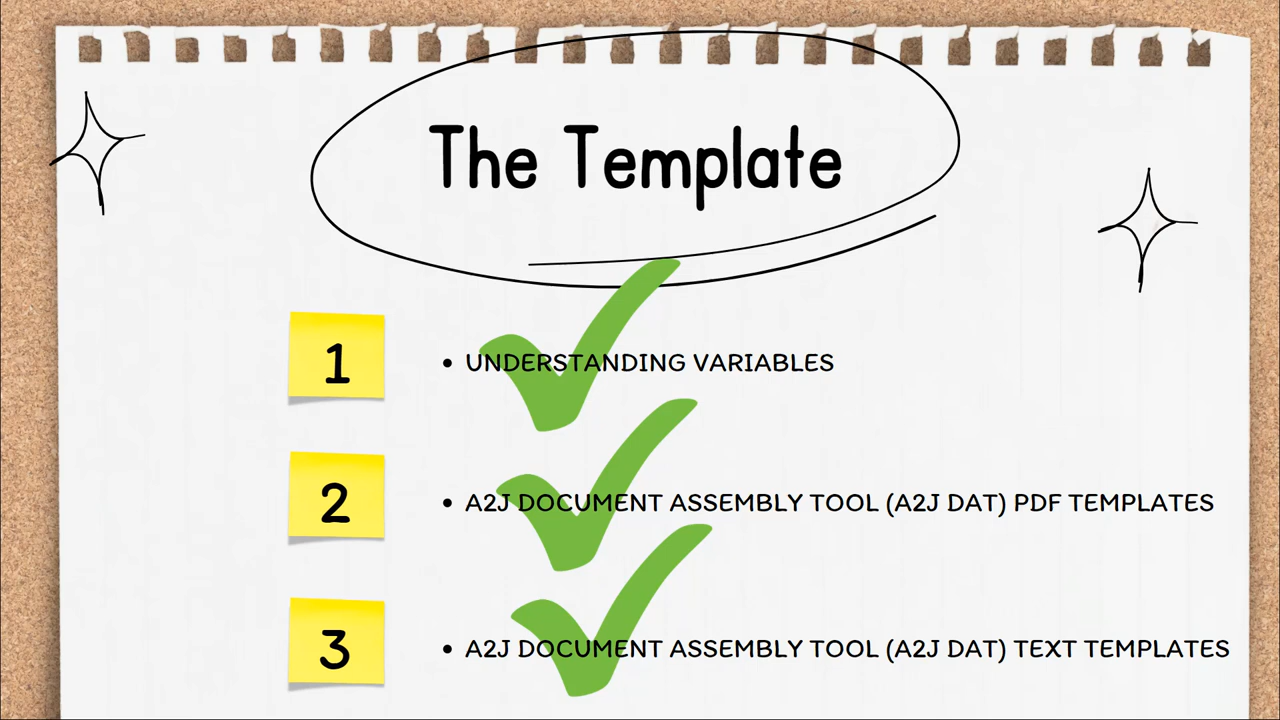 The Template
1
• UNDERSTANDING VARIABLES
2
• A2J DOCUMENT ASSEMBLY TOOL (A2J DAT) PDF TEMPLATES
3
• A2J DOCUMENT ASSEMBLY TOOL (A2J DAT) TEXT TEMPLATES